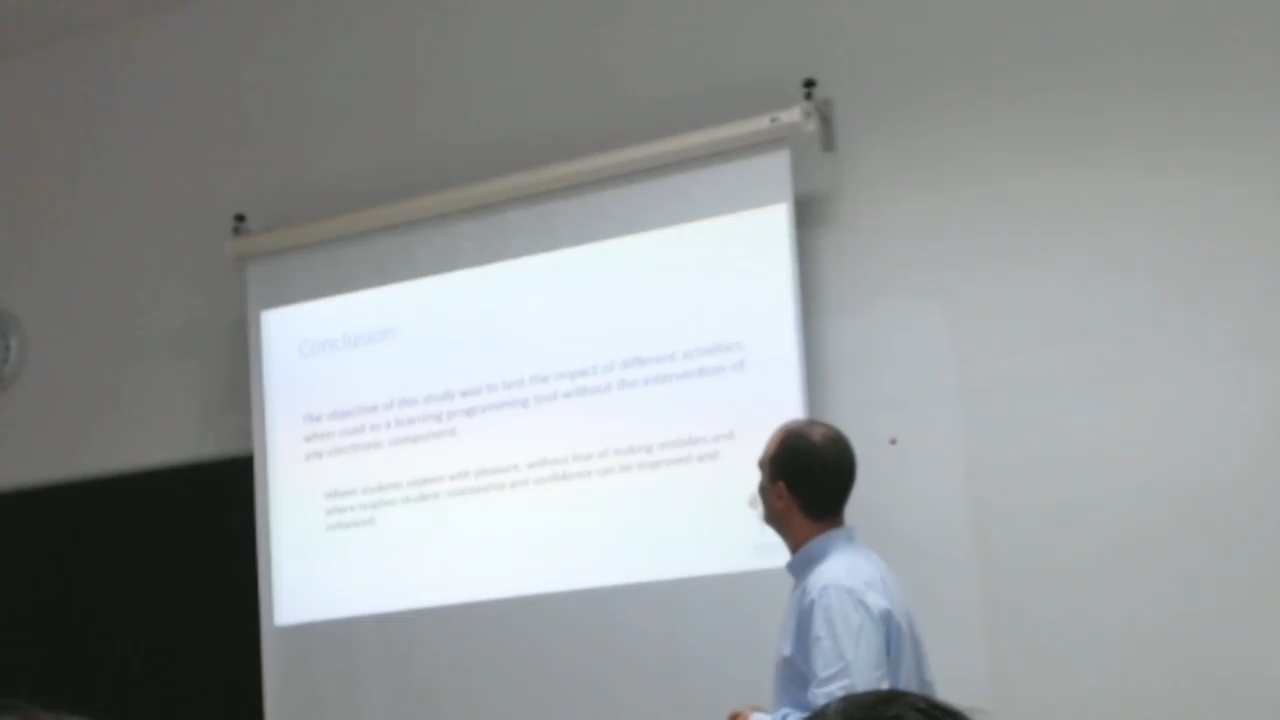 Conclusion
The objective of this study was to test the impact of different activities
when used as a learning programming tool without the intervention of
any electronic component.
Where students explore with pleasure, without fear of making mistakes and
where teacher-student relationship and confidence can be improved and
enhanced.